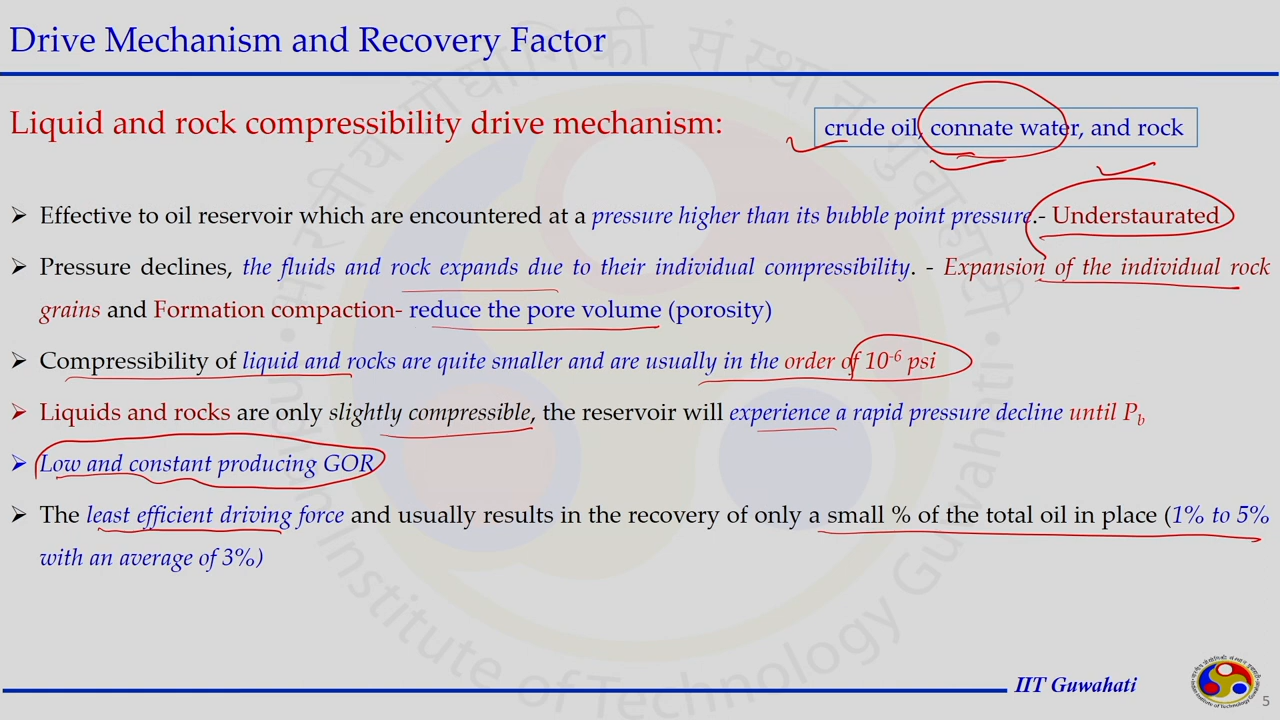 Drive Mechanism and Recovery Factor
Liquid and rock compressibility drive mechanism:
crude oil, connate water, and rock
➢ Effective to oil reservoir which are encountered at a pressure higher than its bubble point pressure.- Understaurated
➢ Pressure declines, the fluids and rock expands due to their individual compressibility. - Expansion of the individual rock
grains and Formation compaction- reduce the pore volume (porosity)
➢ Compressibility of liquid and rocks are quite smaller and are usually in the order of 10⁻⁶ psi
➢ Liquids and rocks are only slightly compressible, the reservoir will experience a rapid pressure decline until P_b
➢ Low and constant producing GOR
➢ The least efficient driving force and usually results in the recovery of only a small % of the total oil in place (1% to 5%
with an average of 3%)
IIT Guwahati
5
Indian Institute of Technology Guwahati